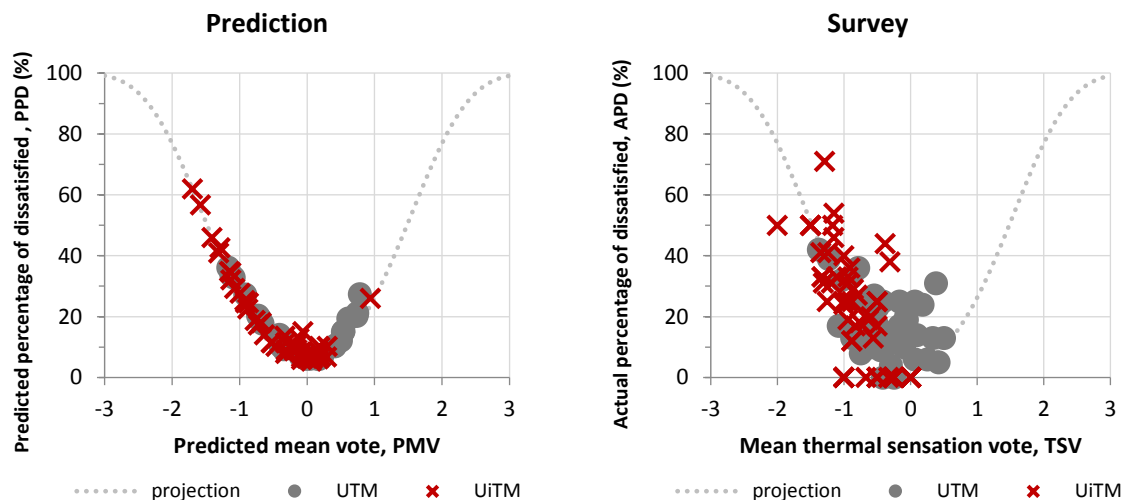 Prediction
Predicted percentage of dissatisfied , PPD (%)
100
80
60
40
20
0
-3 -2 -1 0 1 2 3
Predicted mean vote, PMV
projection UTM UiTM
Survey
Actual percentage of dissatisfied, APD (%)
100
80
60
40
20
0
-3 -2 -1 0 1 2 3
Mean thermal sensation vote, TSV
projection UTM UiTM